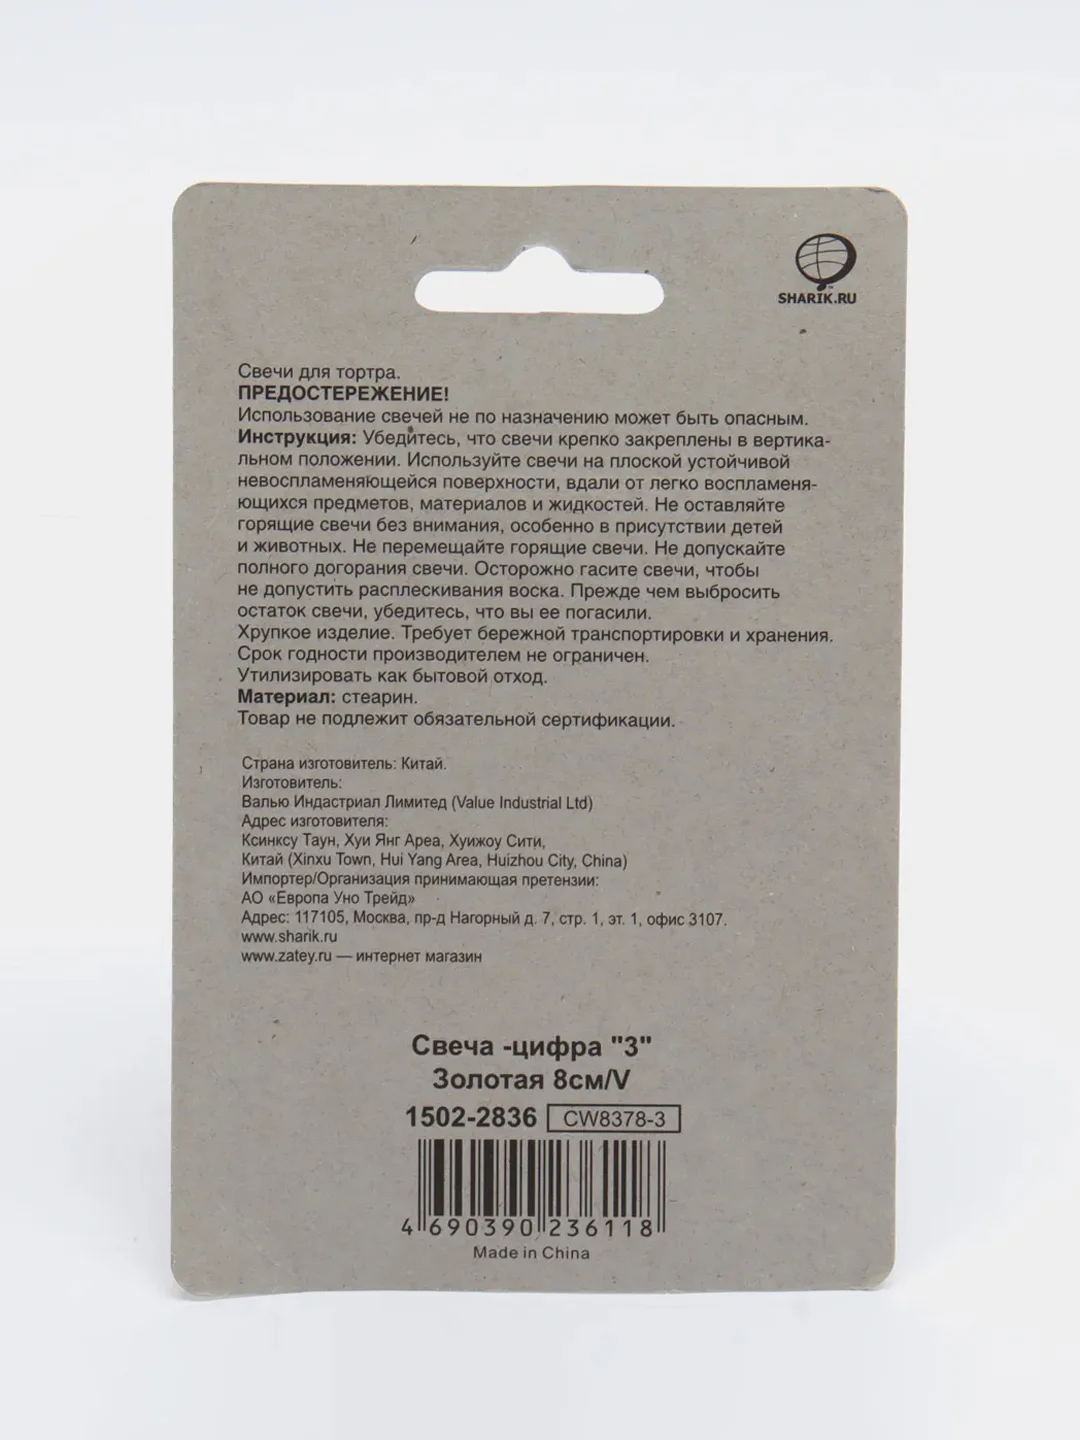 SHARIK.RU
Свечи для тортра.
ПРЕДОСТЕРЕЖЕНИЕ!
Использование свечей не по назначению может быть опасным.
Инструкция: Убедитесь, что свечи крепко закреплены в вертика-
льном положении. Используйте свечи на плоской устойчивой
невоспламеняющейся поверхности, вдали от легко воспламеня-
ющихся предметов, материалов и жидкостей. Не оставляйте
горящие свечи без внимания, особенно в присутствии детей
и животных. Не перемещайте горящие свечи. Не допускайте
полного догорания свечи. Осторожно гасите свечи, чтобы
не допустить расплескивания воска. Прежде чем выбросить
остаток свечи, убедитесь, что вы ее погасили.
Хрупкое изделие. Требует бережной транспортировки и хранения.
Срок годности производителем не ограничен.
Утилизировать как бытовой отход.
Материал: стеарин.
Товар не подлежит обязательной сертификации.
Страна изготовитель: Китай.
Изготовитель:
Валью Индастриал Лимитед (Value Industrial Ltd)
Адрес изготовителя:
Ксинксу Таун, Хуи Янг Ареа, Хуижоу Сити,
Китай (Xinxu Town, Hui Yang Area, Huizhou City, China)
Импортер/Организация принимающая претензии:
АО «Европа Уно Трейд»
Адрес: 117105, Москва, пр-д Нагорный д. 7, стр. 1, эт. 1, офис 3107.
www.sharik.ru
www.zatey.ru — интернет магазин
Свеча -цифра "3"
Золотая 8см/V
1502-2836 CW8378-3
4 690390 236118
Made in China